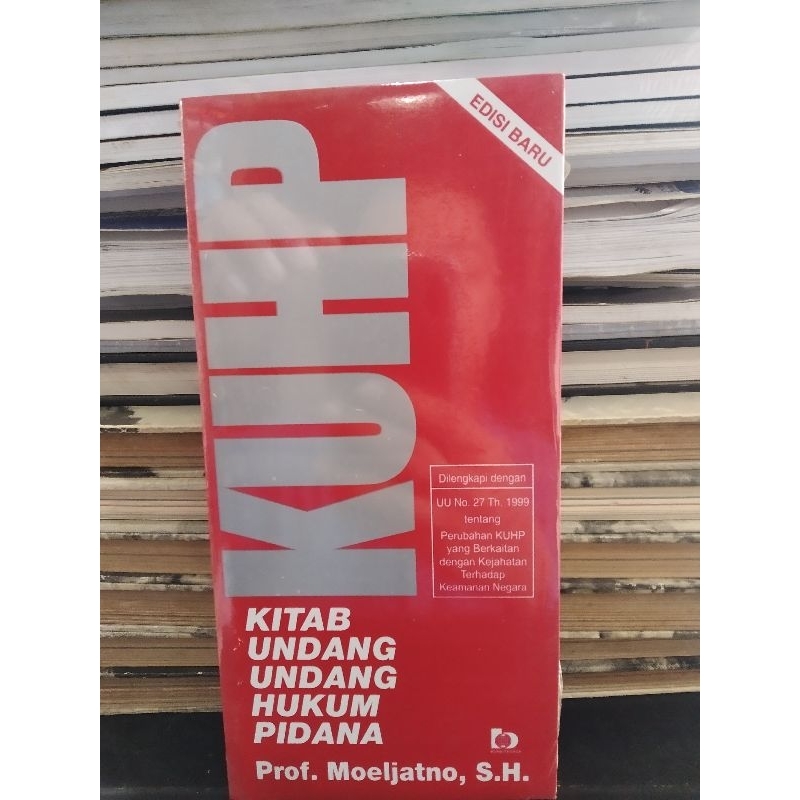 EDISI BARU
KUHP
Dilengkapi dengan
UU No. 27 Th. 1999
tentang
Perubahan KUHP
yang Berkaitan
dengan Kejahatan
Terhadap
Keamanan Negara
KITAB
UNDANG
UNDANG
HUKUM
PIDANA
Prof. Moeljatno, S.H.